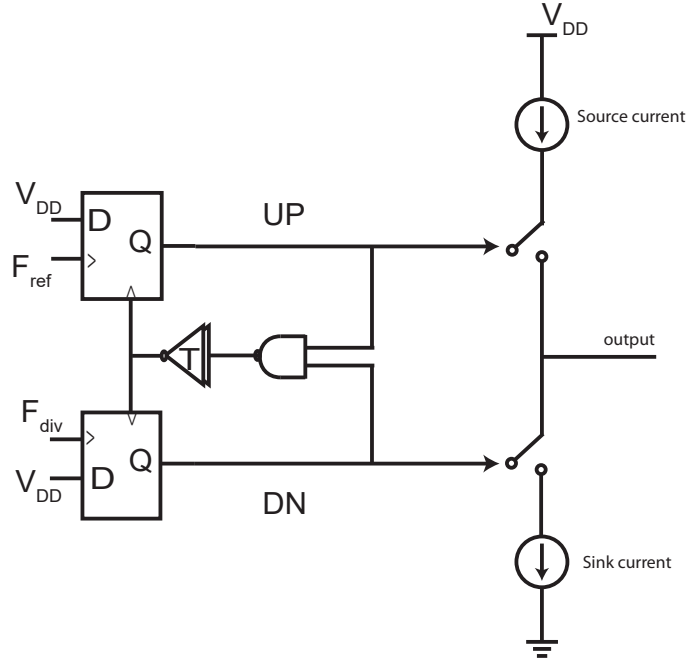 VDD
Source current
VDD
D
Q
UP
Fref
T
output
Fdiv
Q
VDD
D
DN
Sink current